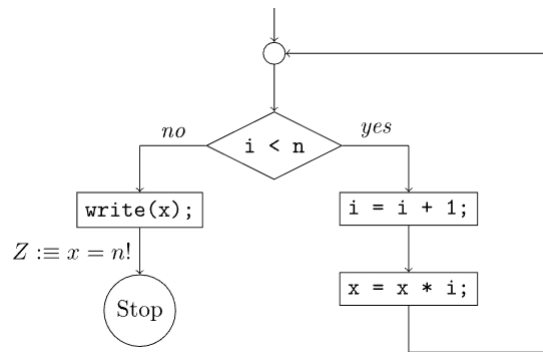 no
yes
i < n
write(x);
i = i + 1;
Z :≡ x = n!
x = x * i;
Stop